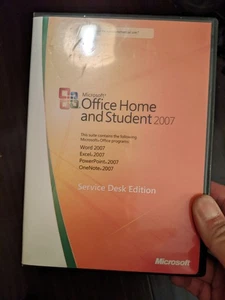 Microsoft®
Office Home
and Student 2007
This suite contains the following
Microsoft Office programs:
Word 2007
Excel® 2007
PowerPoint® 2007
OneNote® 2007
Service Desk Edition
Microsoft